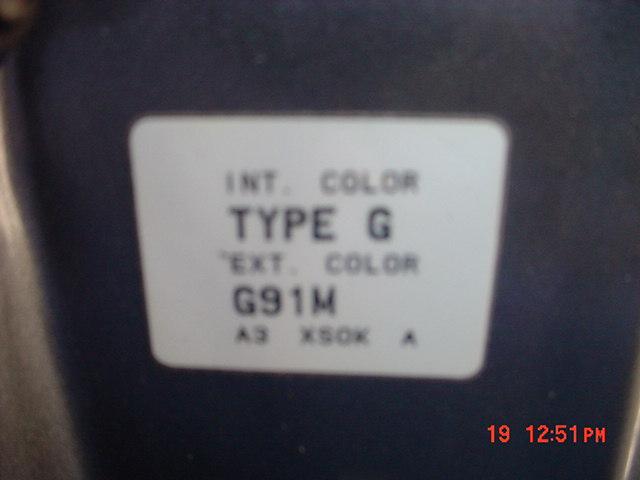 INT. COLOR
TYPE G
EXT. COLOR
G91M
A3 XSOK A
19 12:51PM